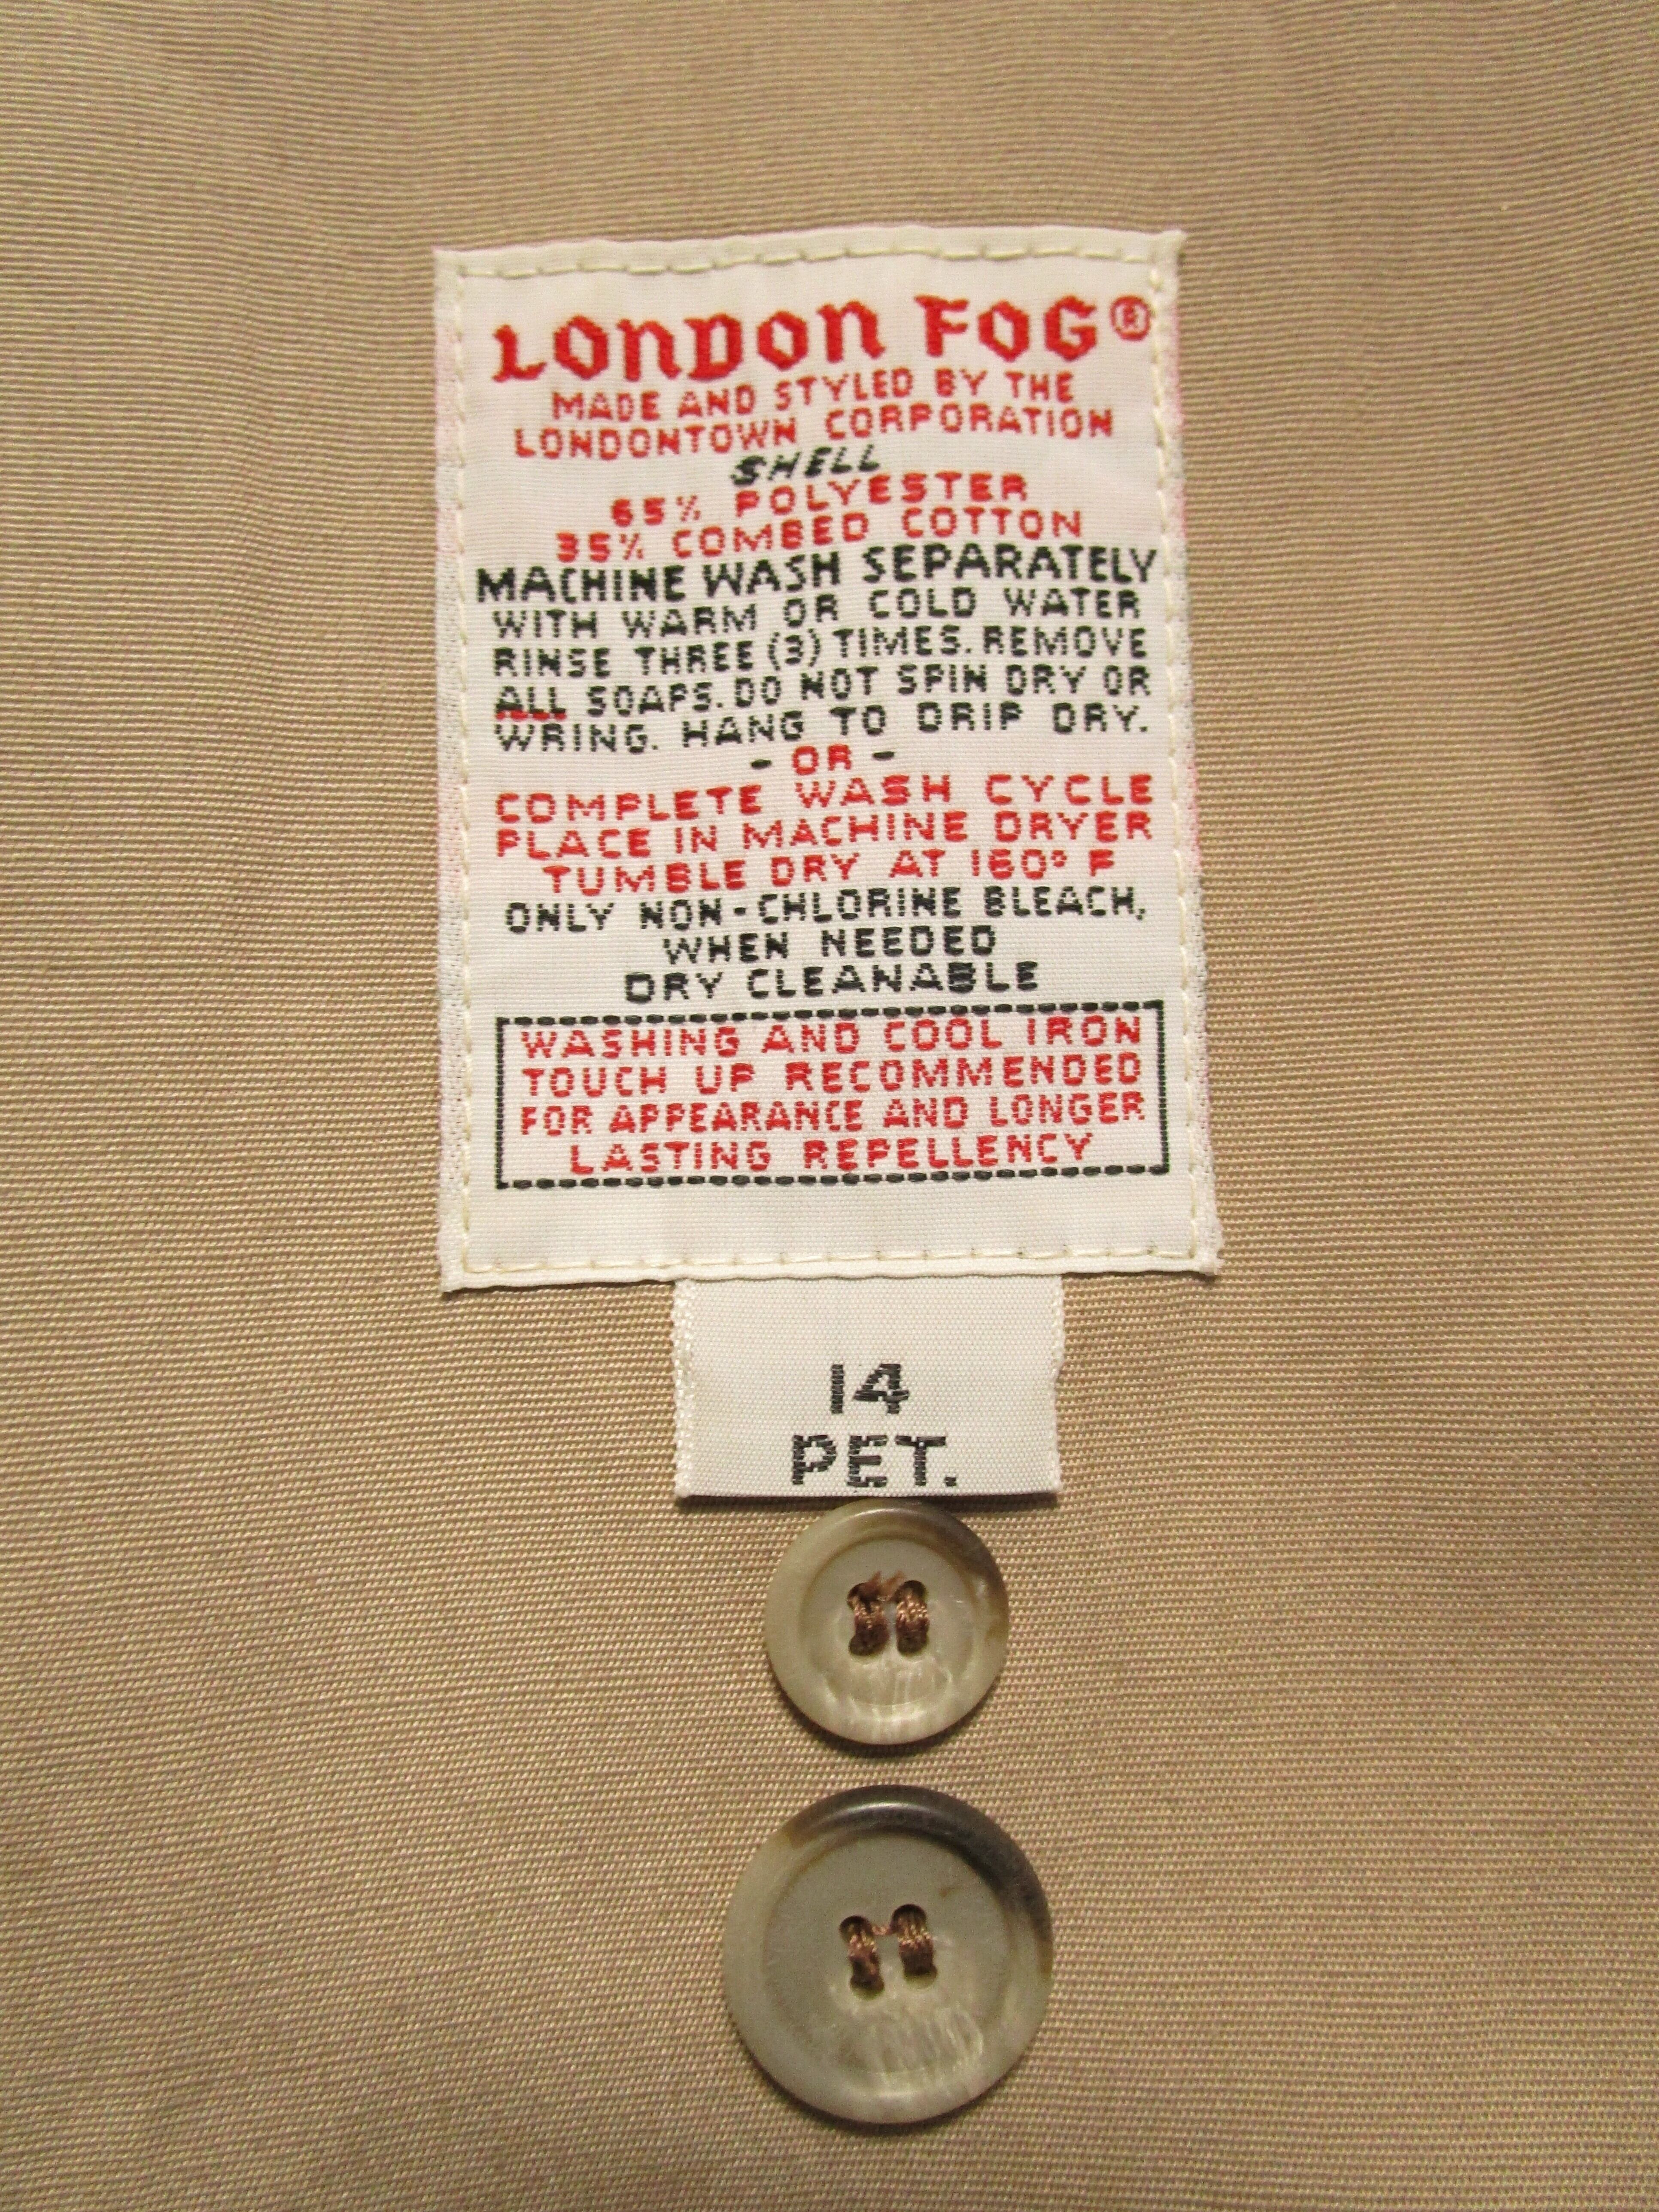 LONDON FOG®
MADE AND STYLED BY THE
LONDONTOWN CORPORATION
SHELL
65% POLYESTER
35% COMBED COTTON
MACHINE WASH SEPARATELY
WITH WARM OR COLD WATER
RINSE THREE (3) TIMES. REMOVE
ALL SOAPS. DO NOT SPIN DRY OR
WRING. HANG TO DRIP DRY.
- OR -
COMPLETE WASH CYCLE
PLACE IN MACHINE DRYER
TUMBLE DRY AT 160° F
ONLY NON-CHLORINE BLEACH,
WHEN NEEDED
DRY CLEANABLE
WASHING AND COOL IRON
TOUCH UP RECOMMENDED
FOR APPEARANCE AND LONGER
LASTING REPELLENCY
14
PET.